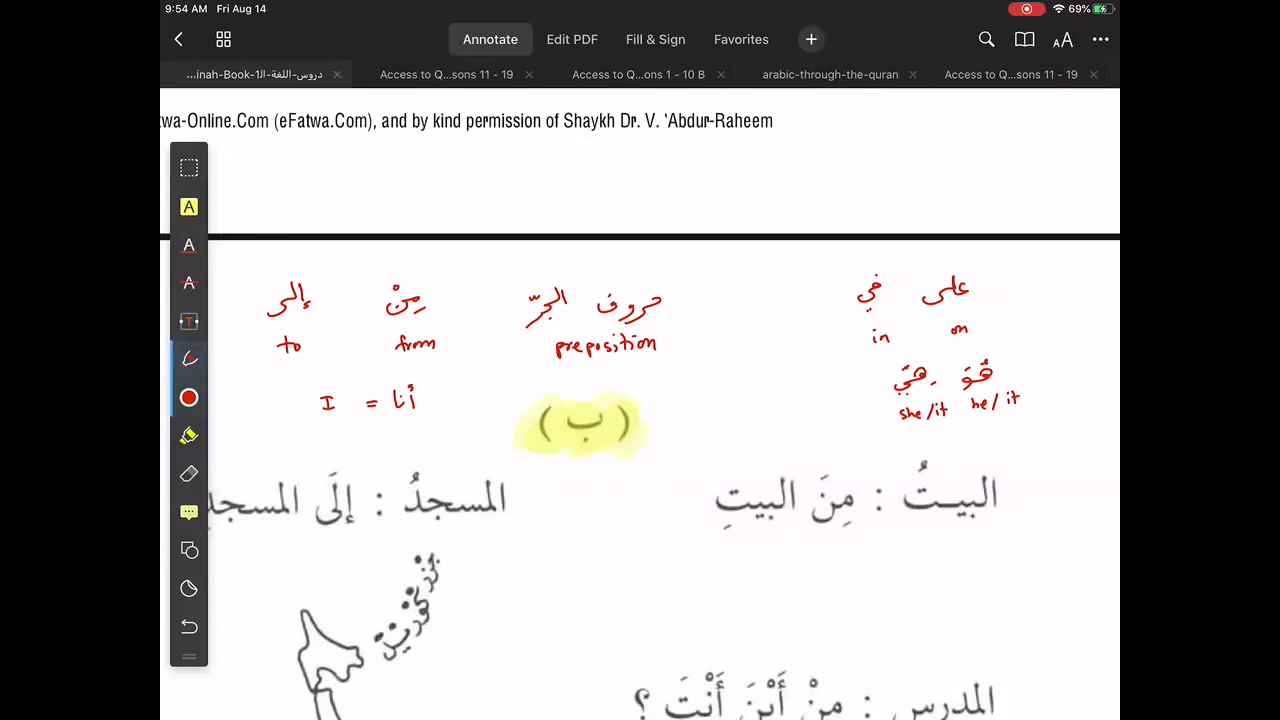 9:54 AM Fri Aug 14 69%
Annotate Edit PDF Fill & Sign Favorites
دروس-اللغة-ال...inah-Book-1 Access to Q...sons 11 - 19 Access to Q...ons 1 - 10 B arabic-through-the-quran Access to Q...sons 11 - 19
wa-Online.Com (eFatwa.Com), and by kind permission of Shaykh Dr. V. ‘Abdur-Raheem
على في حروف الجرّ مِنْ إلى
on in preposition from to
هُوَ هِيَ
he/it she/it
أنا = I
(ب)
البيـتُ : مِنَ البيتِ المسجدُ : إلَى المسجدِ
المدرس : مِنْ أَيْنَ أَنْتَ ؟